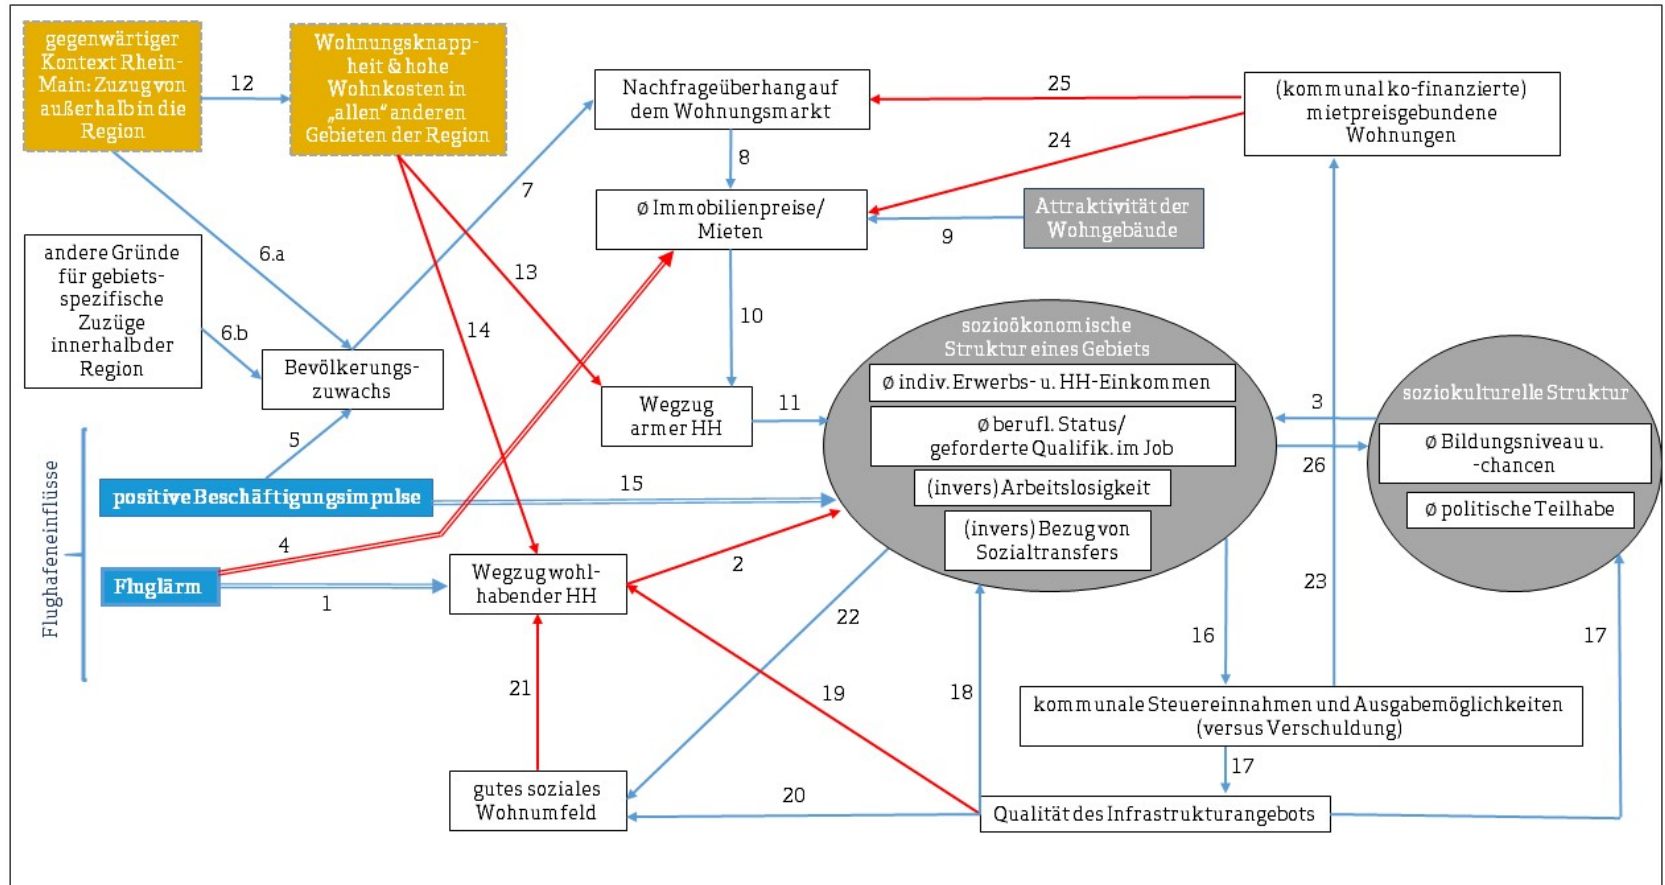 gegenwärtiger
Kontext Rhein-
Main: Zuzug von
außerhalb in die
Region
12
Wohnungsknapp-
heit & hohe
Wohnkosten in
„allen“ anderen
Gebieten der Region
Nachfrageüberhang auf
dem Wohnungsmarkt
25
(kommunal ko-finanzierte)
mietpreisgebundene
Wohnungen
24
8
7
ø Immobilienpreise/
Mieten
9
Attraktivität der
Wohngebäude
andere Gründe
für gebiets-
spezifische
Zuzüge
innerhalb der
Region
6.a
6.b
13
14
10
Bevölkerungs-
zuwachs
5
Wegzug
armer HH
11
sozioökonomische
Struktur eines Gebiets
ø indiv. Erwerbs- u. HH-Einkommen
ø berufl. Status/
geforderte Qualifik. im Job
(invers) Arbeitslosigkeit
(invers) Bezug von
Sozialtransfers
3
26
soziokulturelle Struktur
ø Bildungsniveau u.
-chancen
ø politische Teilhabe
Flughafeneinflüsse
positive Beschäftigungsimpulse
15
4
Fluglärm
1
Wegzug wohl-
habender HH
2
22
16
23
17
21
19
18
kommunale Steuereinnahmen und Ausgabemöglichkeiten
(versus Verschuldung)
17
gutes soziales
Wohnumfeld
20
Qualität des Infrastrukturangebots